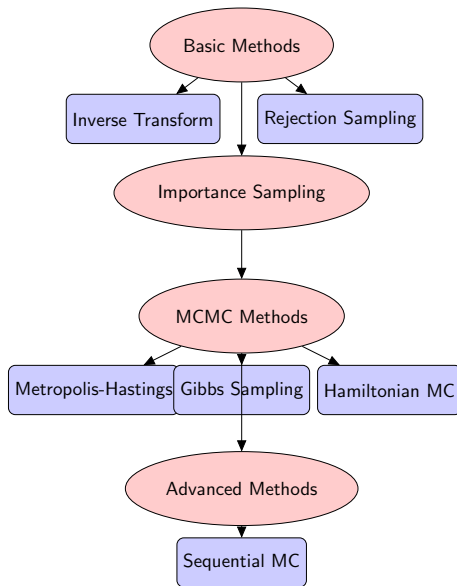 Basic Methods
Inverse Transform
Rejection Sampling
Importance Sampling
MCMC Methods
Metropolis-Hastings
Gibbs Sampling
Hamiltonian MC
Advanced Methods
Sequential MC